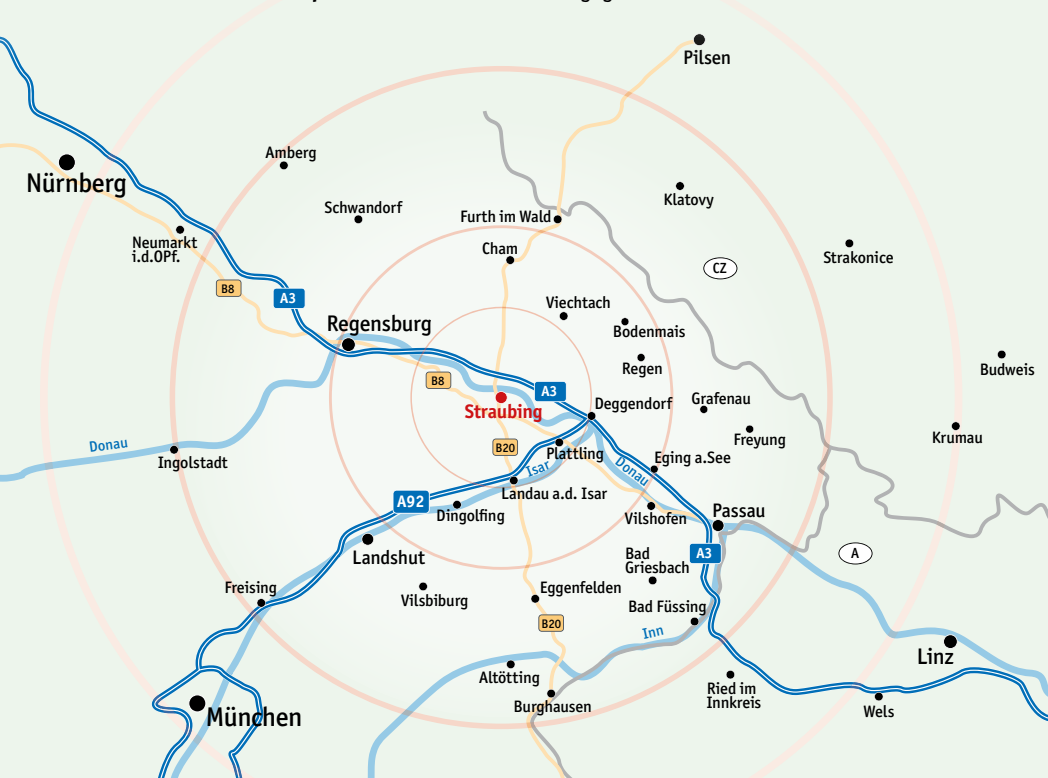 Pilsen
Amberg
Nürnberg
Klatovy
Schwandorf
Furth im Wald
Neumarkt
i.d.OPf.
Cham
Strakonice
CZ
B8
A3
Viechtach
Regensburg
Bodenmais
Regen
Budweis
B8
A3
Straubing
Deggendorf
Grafenau
Freyung
Krumau
Donau
Ingolstadt
B20
Plattling
Isar
Donau
Eging a.See
Landau a.d. Isar
A92
Dingolfing
Vilshofen
Passau
Landshut
Bad
Griesbach
A3
A
Freising
Vilsbiburg
Eggenfelden
Bad Füssing
B20
Inn
Linz
Altötting
Ried im
Innkreis
Burghausen
Wels
München